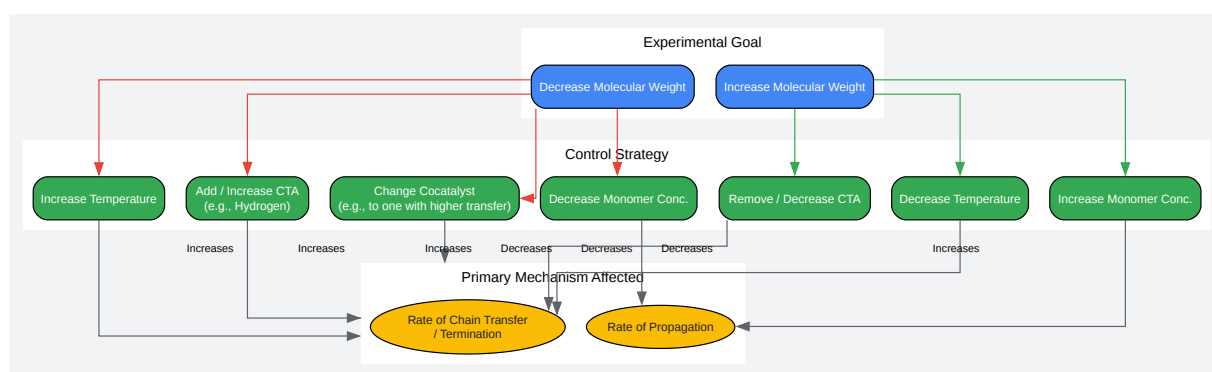 Experimental Goal
Decrease Molecular Weight
Increase Molecular Weight
Control Strategy
Increase Temperature
Add / Increase CTA
(e.g., Hydrogen)
Change Cocatalyst
(e.g., to one with higher transfer)
Decrease Monomer Conc.
Remove / Decrease CTA
Decrease Temperature
Increase Monomer Conc.
Increases
Increases
Increases
Decreases
Decreases
Decreases
Increases
Primary Mechanism Affected
Rate of Chain Transfer
/ Termination
Rate of Propagation